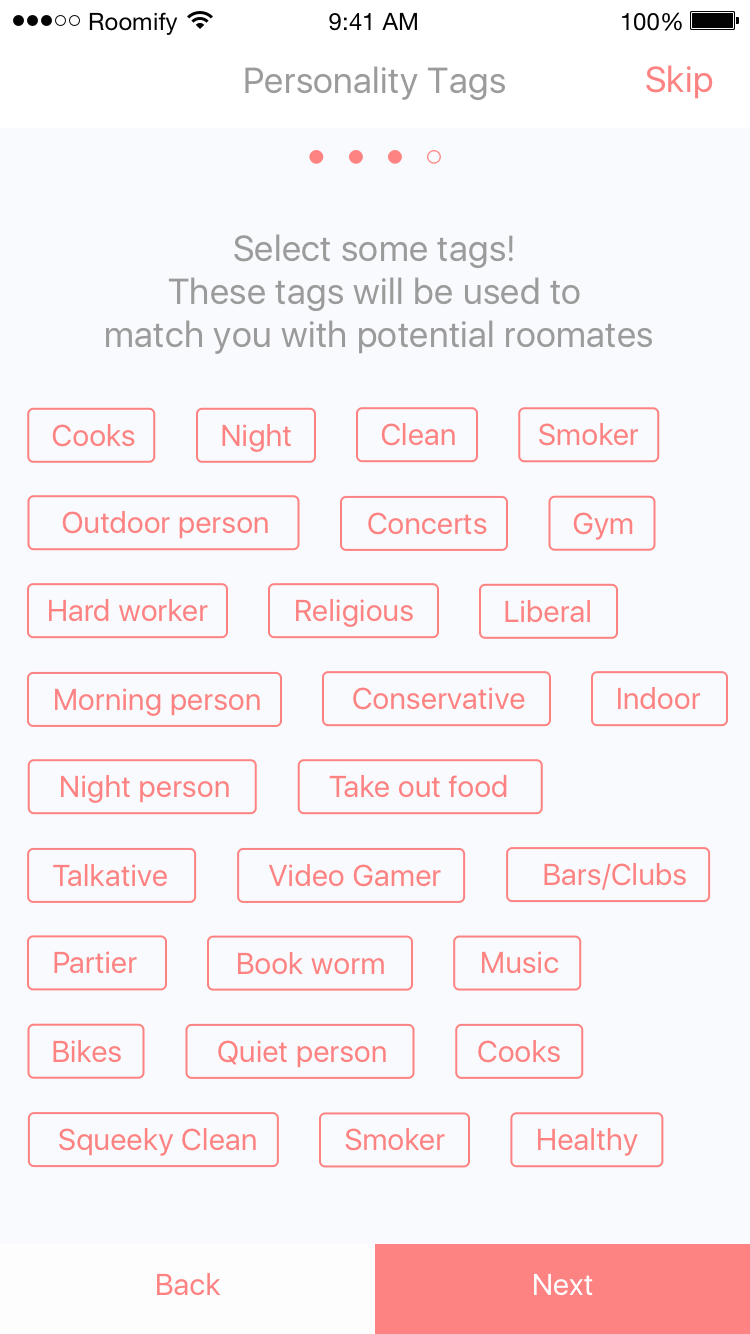 Roomify 9:41 AM 100%
Personality Tags Skip
Select some tags!
These tags will be used to
match you with potential roomates
Cooks Night Clean Smoker
Outdoor person Concerts Gym
Hard worker Religious Liberal
Morning person Conservative Indoor
Night person Take out food
Talkative Video Gamer Bars/Clubs
Partier Book worm Music
Bikes Quiet person Cooks
Squeeky Clean Smoker Healthy
Back Next